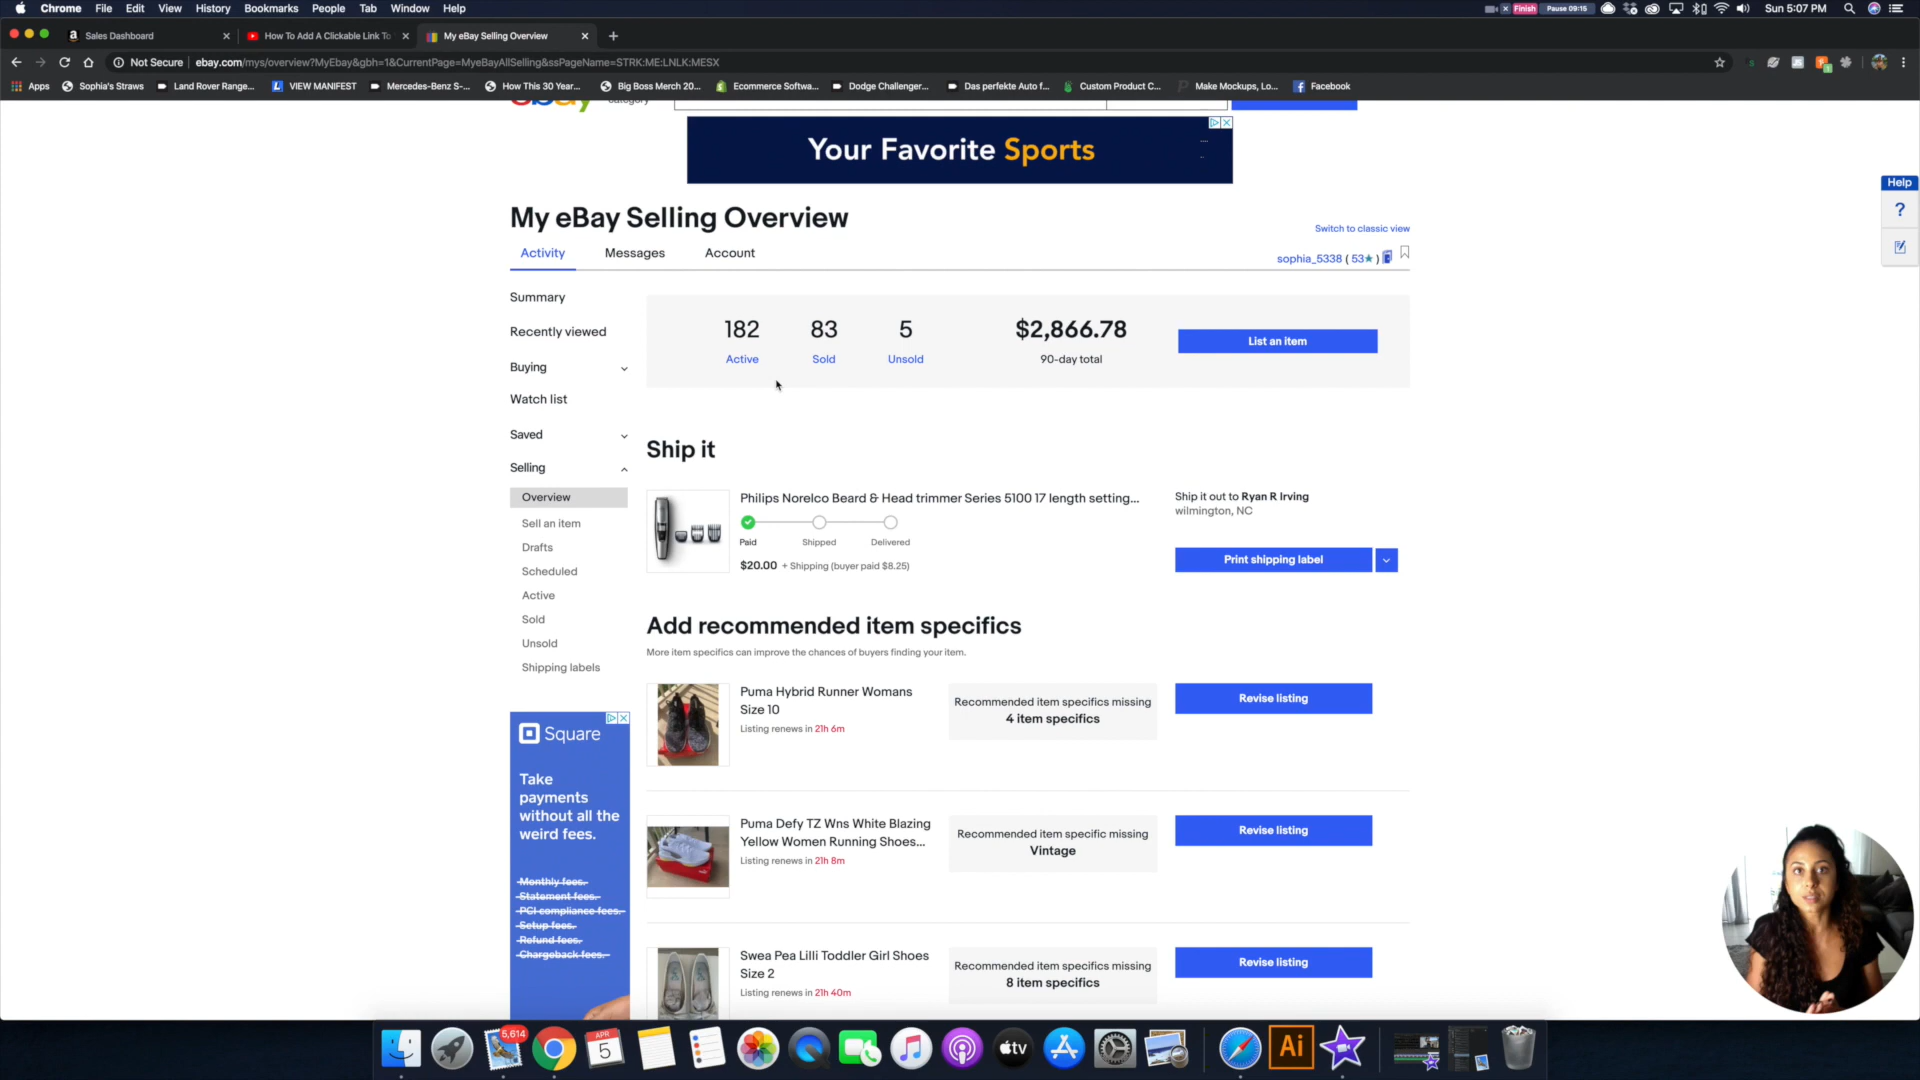 Chrome File Edit View History Bookmarks People Tab Window Help
Finish Pause 09:15 Sun 5:07 PM
Sales Dashboard
How To Add A Clickable Link To
My eBay Selling Overview
Not Secure ebay.com/mys/overview?MyEbay&gbh=1&CurrentPage=MyeBayAllSelling&ssPageName=STRK:ME:LNLK:MESX
Apps Sophia's Straws Land Rover Range... VIEW MANIFEST Mercedes-Benz S-... How This 30 Year... Big Boss Merch 20... Ecommerce Softwa... Dodge Challenger... Das perfekte Auto f... Custom Product C... Make Mockups, Lo... Facebook
ebay category
Your Favorite Sports
Help
?
My eBay Selling Overview
Switch to classic view
Activity Messages Account
sophia_5338 ( 53 )
Summary
Recently viewed
Buying
Watch list
Saved
Selling
Overview
Sell an item
Drafts
Scheduled
Active
Sold
Unsold
Shipping labels
182 83 5 $2,866.78
Active Sold Unsold 90-day total
List an item
Ship it
Philips Norelco Beard & Head trimmer Series 5100 17 length setting...
Paid Shipped Delivered
$20.00 + Shipping (buyer paid $8.25)
Ship it out to Ryan R Irving
wilmington, NC
Print shipping label
Add recommended item specifics
More item specifics can improve the chances of buyers finding your item.
Puma Hybrid Runner Womans
Size 10
Listing renews in 21h 6m
Recommended item specifics missing
4 item specifics
Revise listing
Puma Defy TZ Wns White Blazing
Yellow Women Running Shoes...
Listing renews in 21h 8m
Recommended item specific missing
Vintage
Revise listing
Swea Pea Lilli Toddler Girl Shoes
Size 2
Listing renews in 21h 40m
Recommended item specifics missing
8 item specifics
Revise listing
Square
Take
payments
without all the
weird fees.
Monthly fees.
Statement fees.
PCI compliance fees.
Setup fees.
Refund fees.
Chargeback fees.
5,614
APR
5
tv
Ai